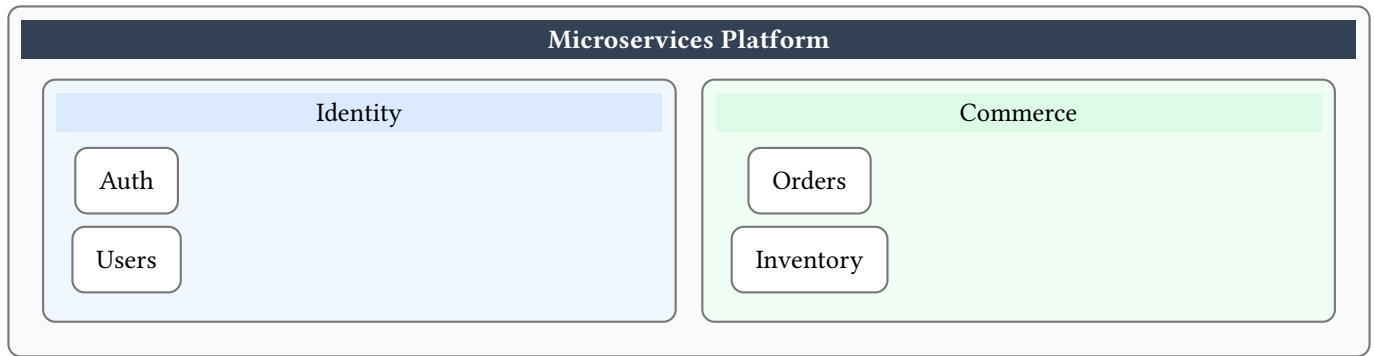 Microservices Platform
Identity
Auth
Users
Commerce
Orders
Inventory